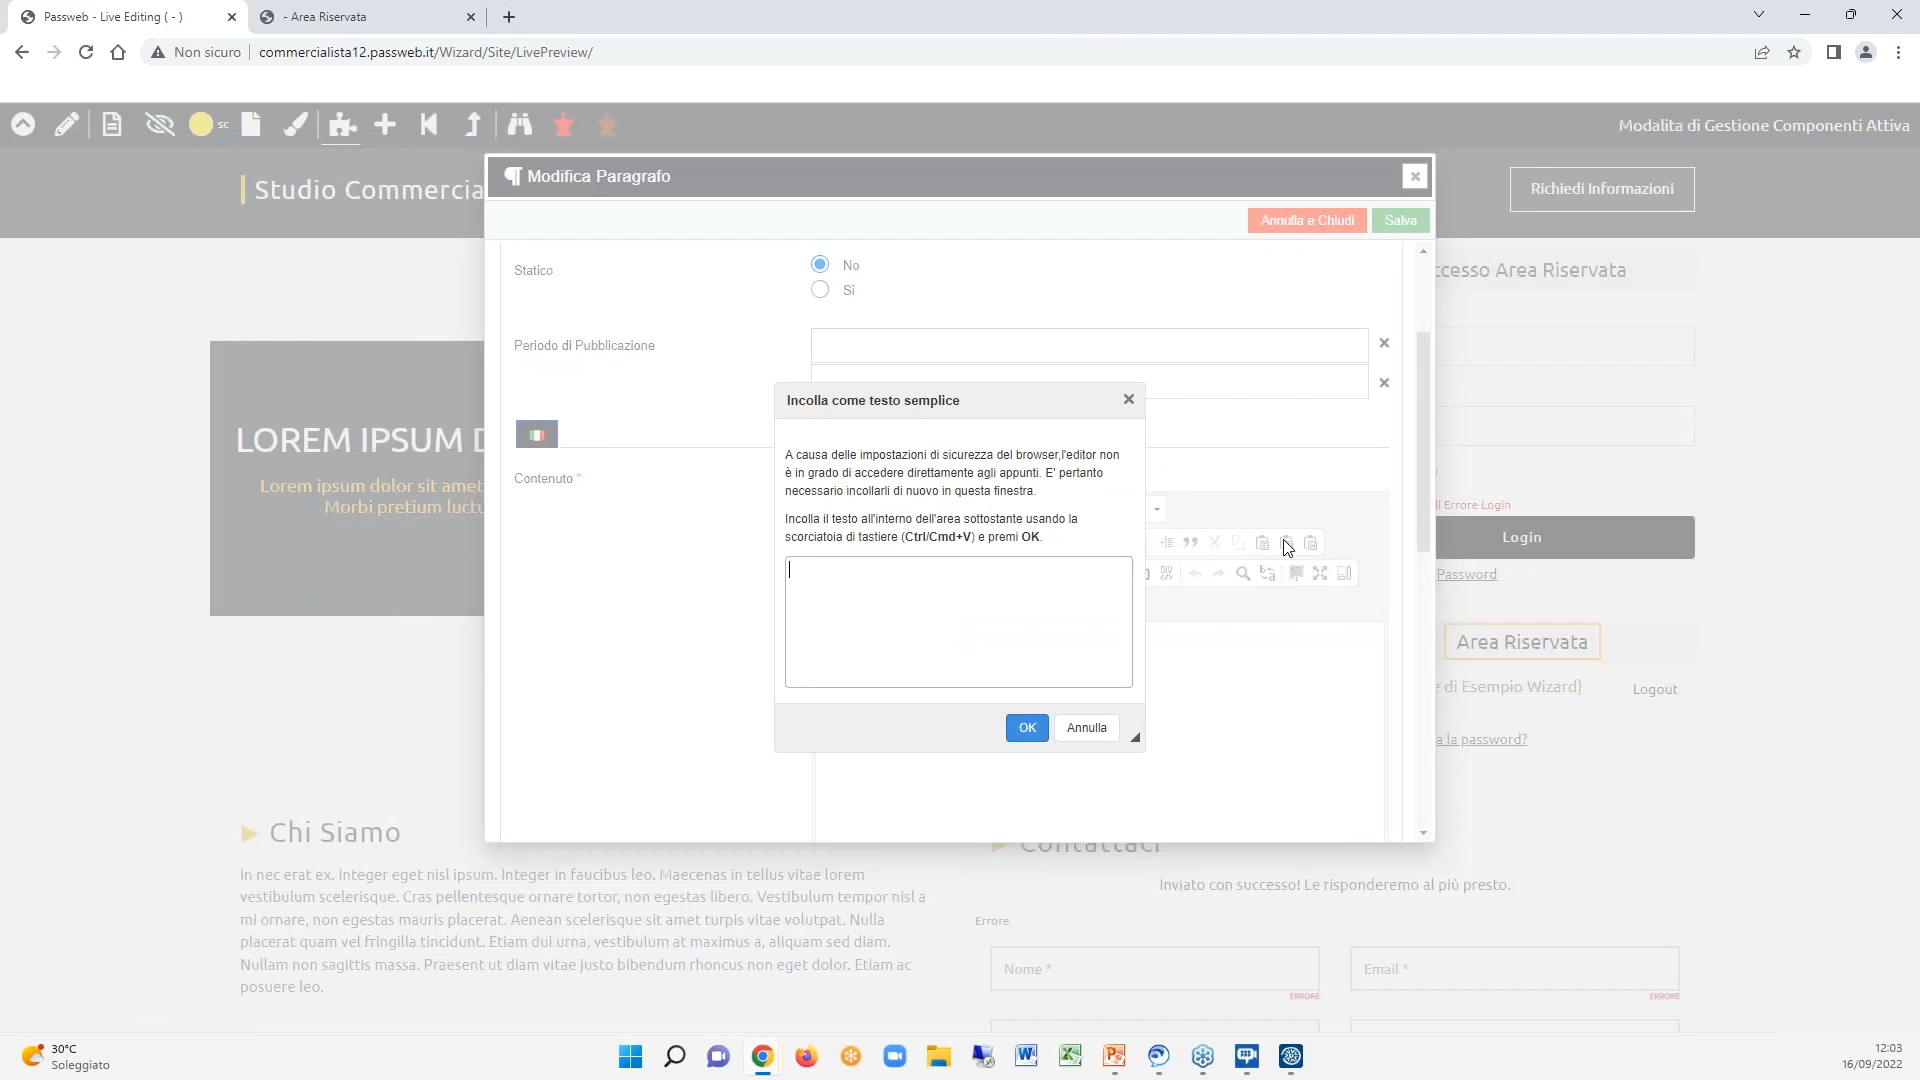 Passweb - Live Editing ( - )
- Area Riservata
Non sicuro
commercialista12.passweb.it/Wizard/Site/LivePreview/
sc
Modalita di Gestione Componenti Attiva
Studio Commercia
Modifica Paragrafo
Richiedi Informazioni
Annulla e Chiudi
Salva
Statico
No
Sì
ccesso Area Riservata
Periodo di Pubblicazione
Incolla come testo semplice
LOREM IPSUM D
Lorem ipsum dolor sit amet
Morbi pretium luctu
Contenuto *
A causa delle impostazioni di sicurezza del browser,l'editor non
è in grado di accedere direttamente agli appunti. E' pertanto
necessario incollarli di nuovo in questa finestra.
Incolla il testo all'interno dell'area sottostante usando la
scorciatoia di tastiere (Ctrl/Cmd+V) e premi OK.
OK
Annulla
il Errore Login
Login
Password
Area Riservata
e di Esempio Wizard}
Logout
a la password?
Chi Siamo
In nec erat ex. Integer eget nisl ipsum. Integer in faucibus leo. Maecenas in tellus vitae lorem
vestibulum scelerisque. Cras pellentesque ornare tortor, non egestas libero. Vestibulum tempor nisl a
mi ornare, non egestas mauris placerat. Aenean scelerisque sit amet turpis vitae volutpat. Nulla
placerat quam vel fringilla tincidunt. Etiam dui urna, vestibulum at maximus a, aliquam sed diam.
Nullam non sagittis massa. Praesent ut diam vitae justo bibendum rhoncus non eget dolor. Etiam ac
posuere leo.
Contattaci
Inviato con successo! Le risponderemo al più presto.
Errore
Nome *
Email *
ERRORE
ERRORE
30°C
Soleggiato
12:03
16/09/2022